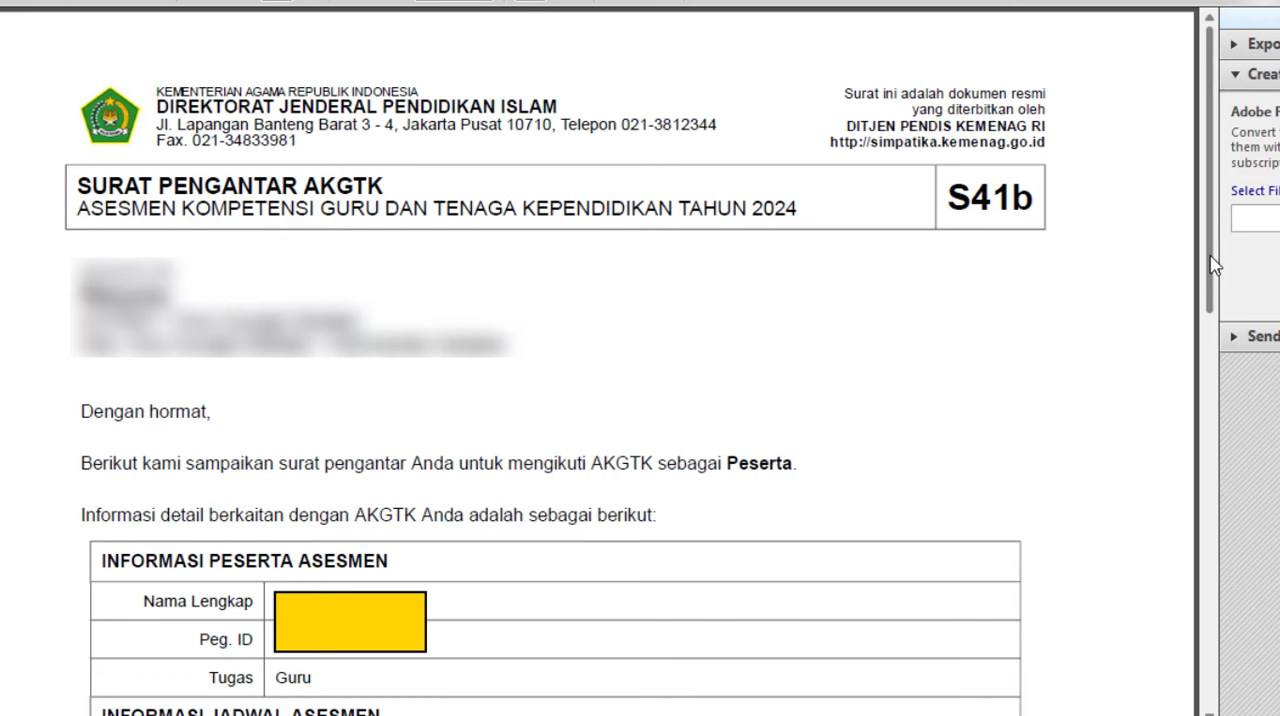 KEMENTERIAN AGAMA REPUBLIK INDONESIA
DIREKTORAT JENDERAL PENDIDIKAN ISLAM
Jl. Lapangan Banteng Barat 3 - 4, Jakarta Pusat 10710, Telepon 021-3812344
Fax. 021-34833981
Surat ini adalah dokumen resmi
yang diterbitkan oleh
DITJEN PENDIS KEMENAG RI
http://simpatika.kemenag.go.id
SURAT PENGANTAR AKGTK
ASESMEN KOMPETENSI GURU DAN TENAGA KEPENDIDIKAN TAHUN 2024
S41b
Dengan hormat,
Berikut kami sampaikan surat pengantar Anda untuk mengikuti AKGTK sebagai Peserta.
Informasi detail berkaitan dengan AKGTK Anda adalah sebagai berikut:
INFORMASI PESERTA ASESMEN
Nama Lengkap
Peg. ID
Tugas Guru
INFORMASI JADWAL ASESMEN
Expo
Creat
Adobe P
Convert
them wit
subscrip
Select Fil
Send